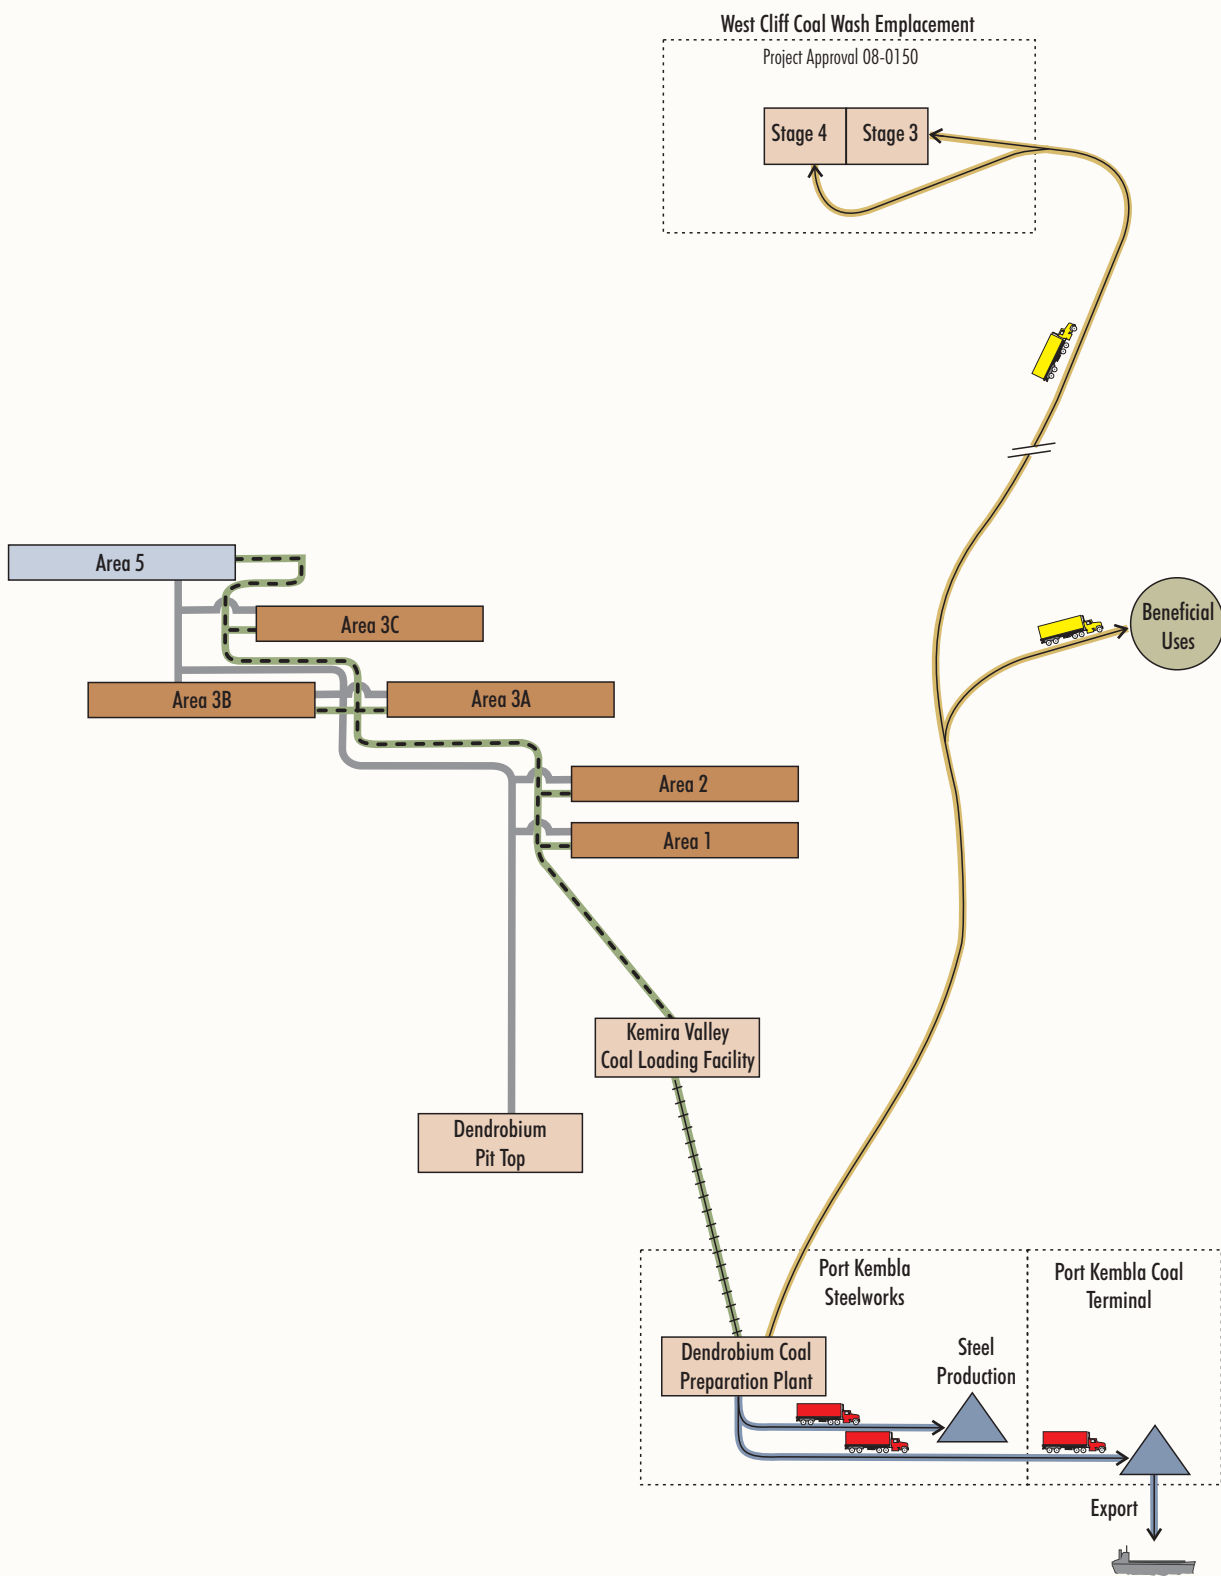 West Cliff Coal Wash Emplacement
Project Approval 08-0150
Stage 4
Stage 3
Area 5
Area 3C
Beneficial
Uses
Area 3B
Area 3A
Area 2
Area 1
Kemira Valley
Coal Loading Facility
Dendrobium
Pit Top
Port Kembla
Steelworks
Port Kembla Coal
Terminal
Dendrobium Coal
Preparation Plant
Steel
Production
Export